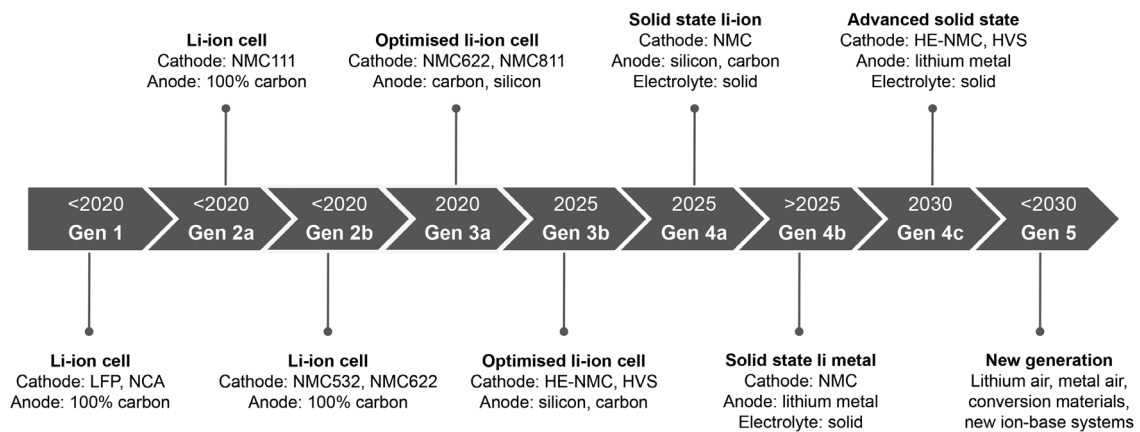 Li-ion cell
Cathode: NMC111
Anode: 100% carbon
Optimised li-ion cell
Cathode: NMC622, NMC811
Anode: carbon, silicon
Solid state li-ion
Cathode: NMC
Anode: silicon, carbon
Electrolyte: solid
Advanced solid state
Cathode: HE-NMC, HVS
Anode: lithium metal
Electrolyte: solid
<2020
Gen 1
<2020
Gen 2a
<2020
Gen 2b
2020
Gen 3a
2025
Gen 3b
2025
Gen 4a
>2025
Gen 4b
2030
Gen 4c
<2030
Gen 5
Li-ion cell
Cathode: LFP, NCA
Anode: 100% carbon
Li-ion cell
Cathode: NMC532, NMC622
Anode: 100% carbon
Optimised li-ion cell
Cathode: HE-NMC, HVS
Anode: silicon, carbon
Solid state li metal
Cathode: NMC
Anode: lithium metal
Electrolyte: solid
New generation
Lithium air, metal air,
conversion materials,
new ion-base systems